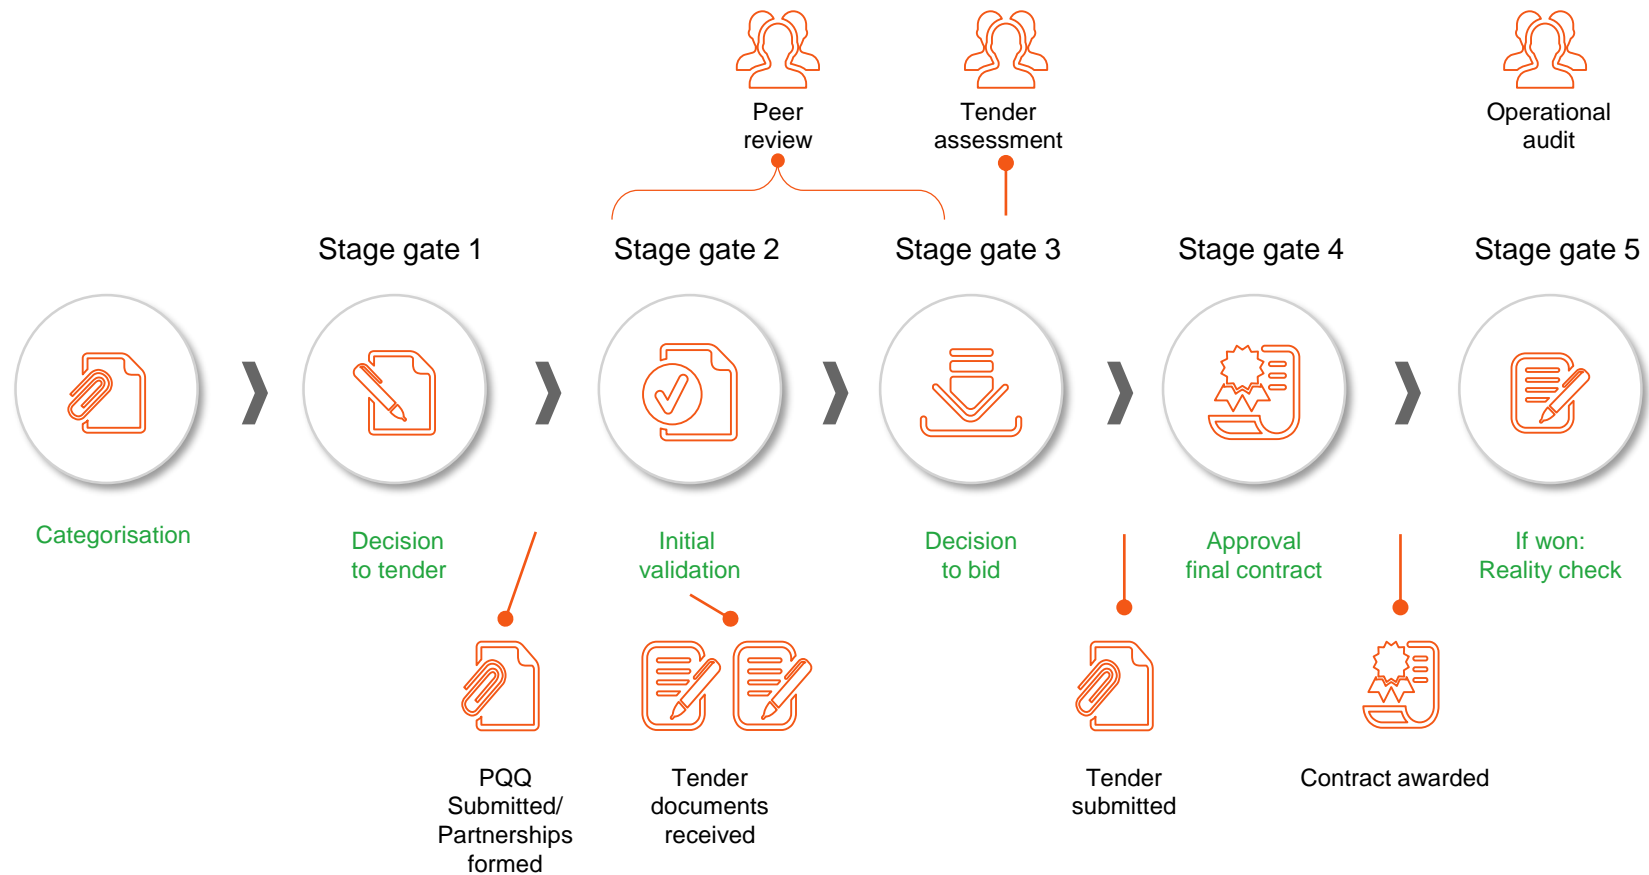 Peer
review
Tender
assessment
Operational
audit
Stage gate 1
Stage gate 2
Stage gate 3
Stage gate 4
Stage gate 5
Categorisation
Decision
to tender
Initial
validation
Decision
to bid
Approval
final contract
If won:
Reality check
PQQ
Submitted/
Partnerships
formed
Tender
documents
received
Tender
submitted
Contract awarded